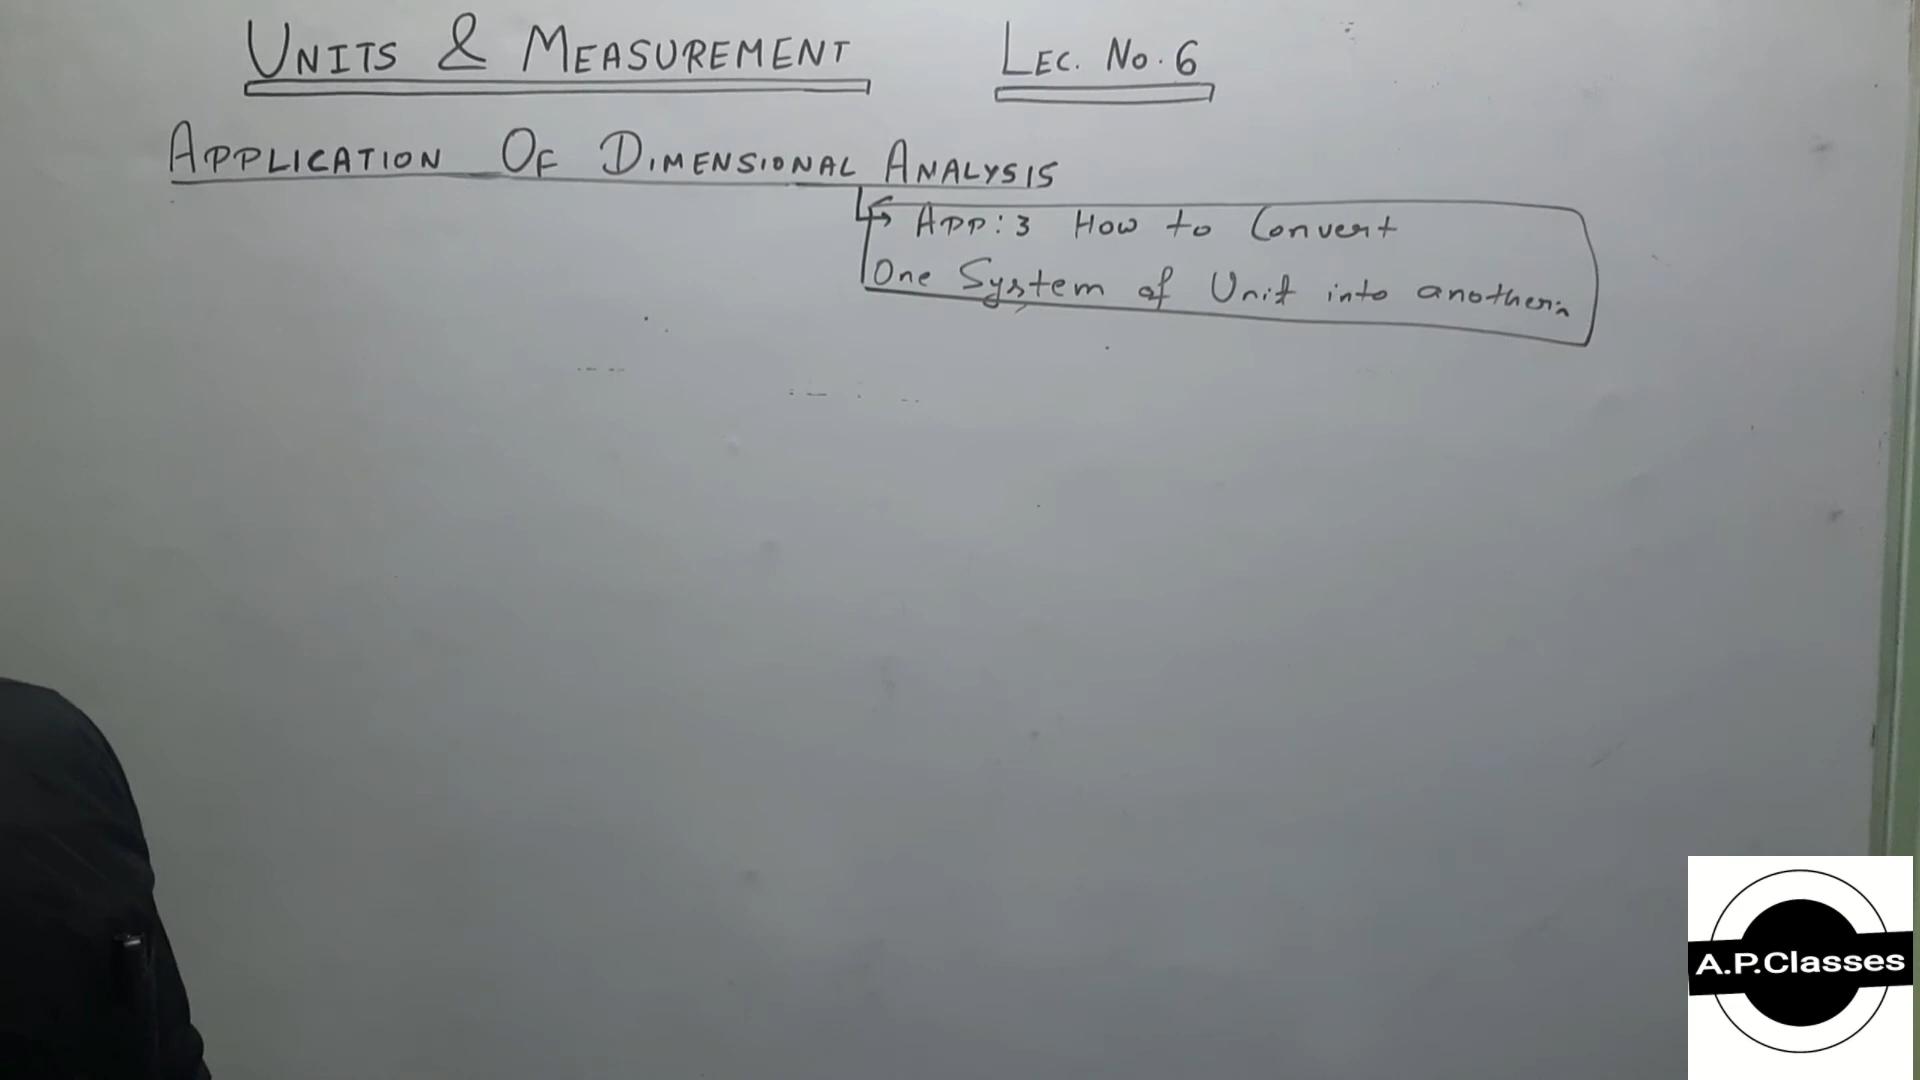 UNITS & MEASUREMENT LEC. NO. 6
APPLICATION OF DIMENSIONAL ANALYSIS
APP: 3 HOW to Convert
One System of Unit into another
A.P.Classes